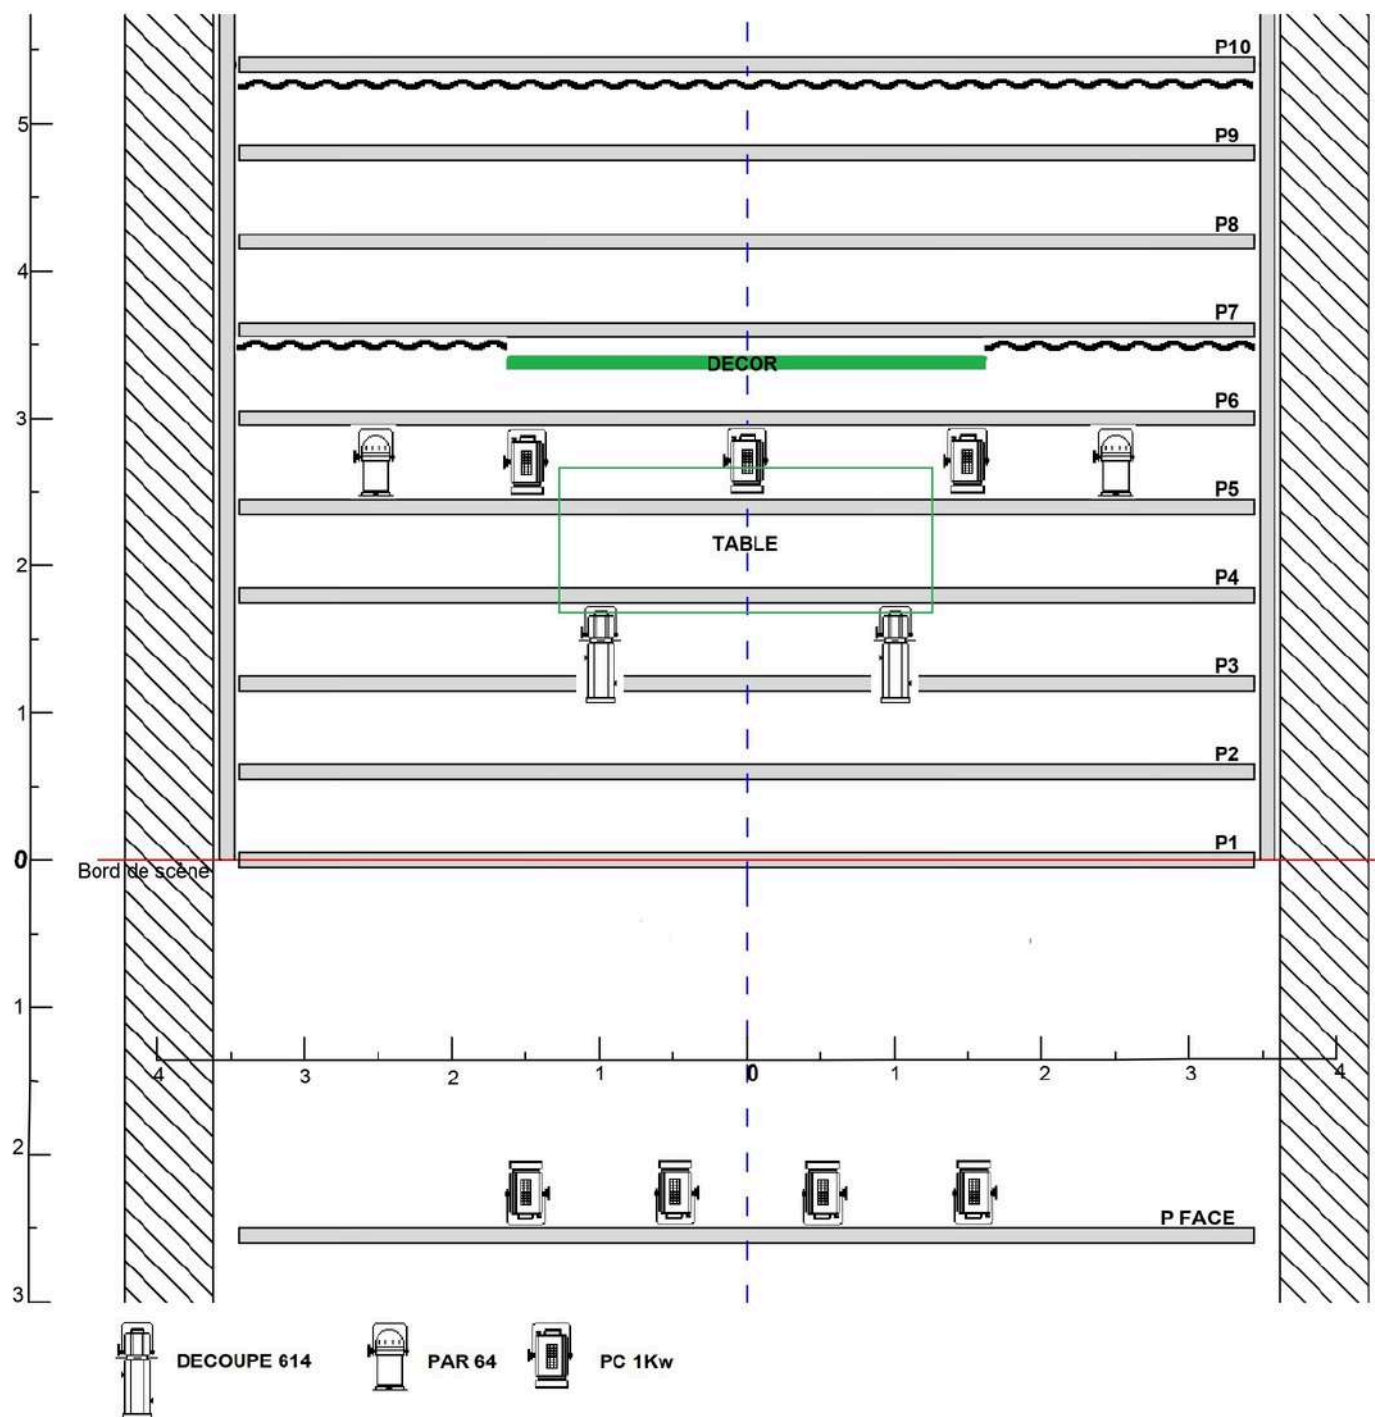 P10
5
P9
P8
4
P7
DECOR
P6
3
P5
TABLE
2
P4
P3
1
P2
P1
0
Bord de scène
1
4 3 2 1 0 1 2 3 4
2
P FACE
3
DECOUPE 614 PAR 64 PC 1Kw